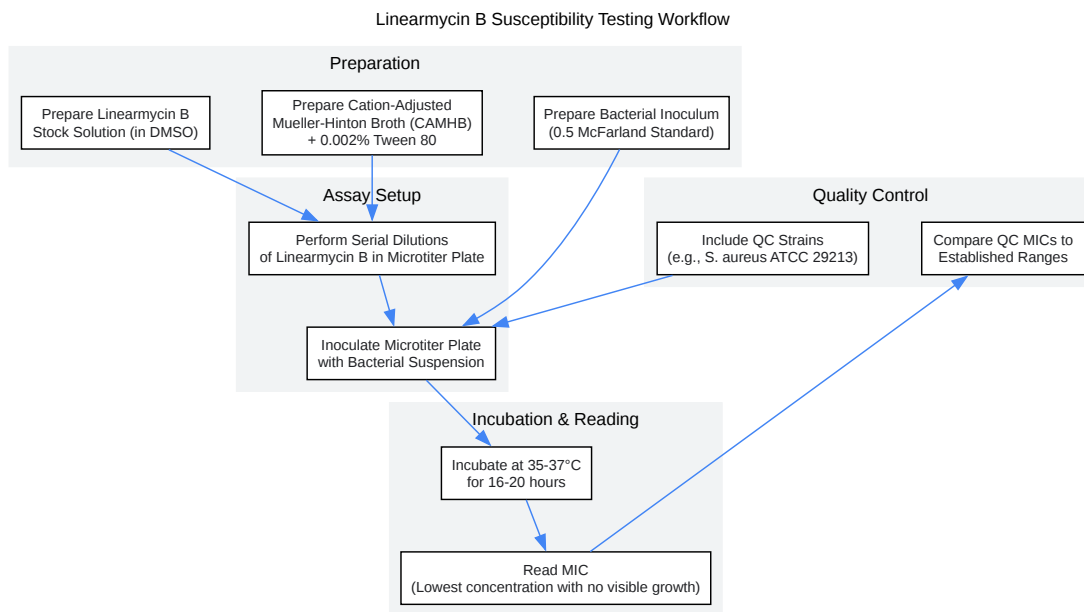 Linearmycin B Susceptibility Testing Workflow
Preparation
Prepare Linearmycin B
Stock Solution (in DMSO)
Prepare Cation-Adjusted
Mueller-Hinton Broth (CAMHB)
+ 0.002% Tween 80
Prepare Bacterial Inoculum
(0.5 McFarland Standard)
Assay Setup
Perform Serial Dilutions
of Linearmycin B in Microtiter Plate
Inoculate Microtiter Plate
with Bacterial Suspension
Quality Control
Include QC Strains
(e.g., S. aureus ATCC 29213)
Compare QC MICs to
Established Ranges
Incubation & Reading
Incubate at 35-37°C
for 16-20 hours
Read MIC
(Lowest concentration with no visible growth)